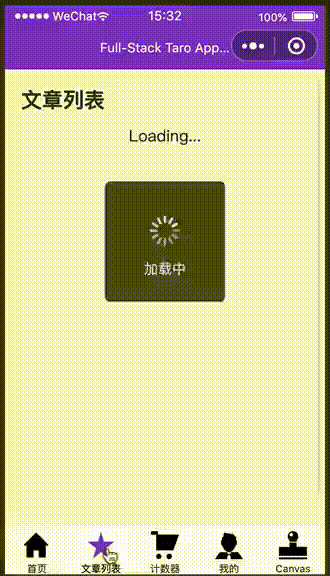 WeChat 15:32 100%
Full-Stack Taro App...
文章列表
Loading...
加载中
首页 文章列表 计数器 我的 Canvas